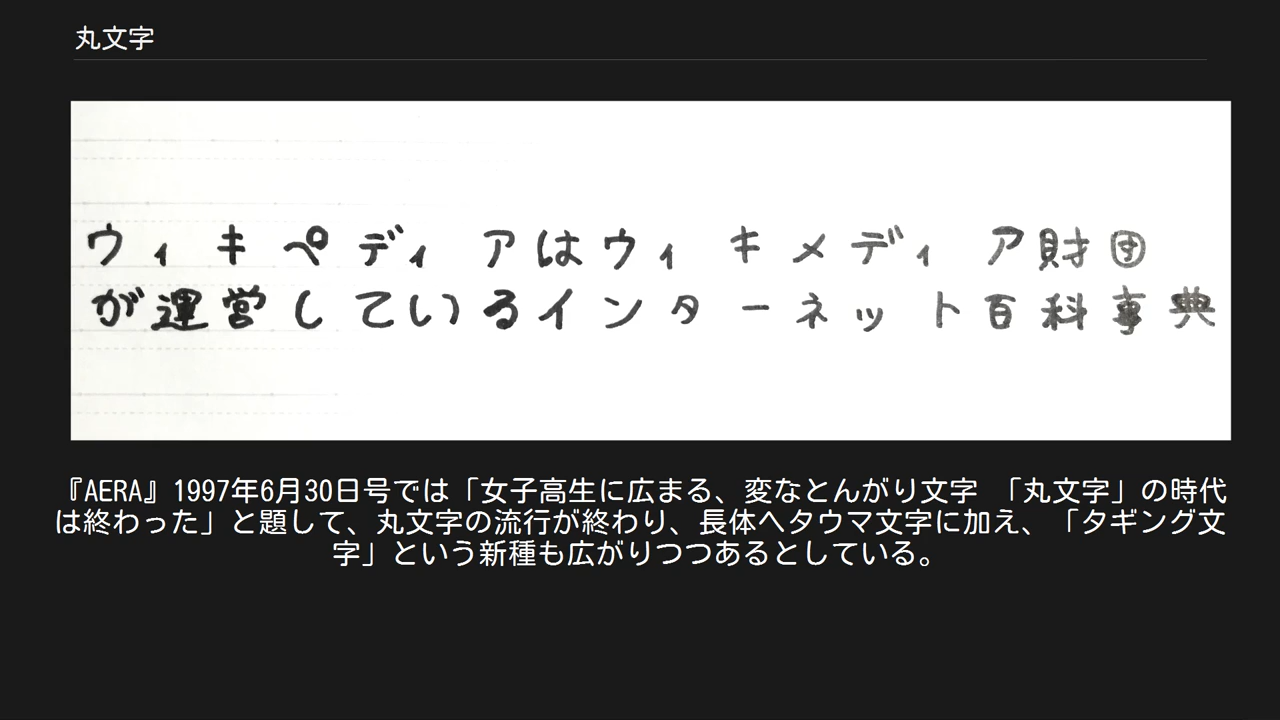 丸文字
ウィキペディアはウィキメディア財団
が運営しているインターネット百科事典
『AERA』1997年6月30日号では「女子高生に広まる、変なとんがり文字 「丸文字」の時代
は終わった」と題して、丸文字の流行が終わり、長体ヘタウマ文字に加え、「タギング文
字」という新種も広がりつつあるとしている。